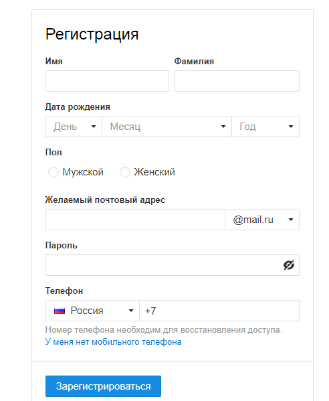 Регистрация
Имя Фамилия
Дата рождения
День Месяц Год
Пол
Мужской Женский
Желаемый почтовый адрес
@mail.ru
Пароль
Телефон
Россия +7
Номер телефона необходим для восстановления доступа.
У меня нет мобильного телефона
Зарегистрироваться